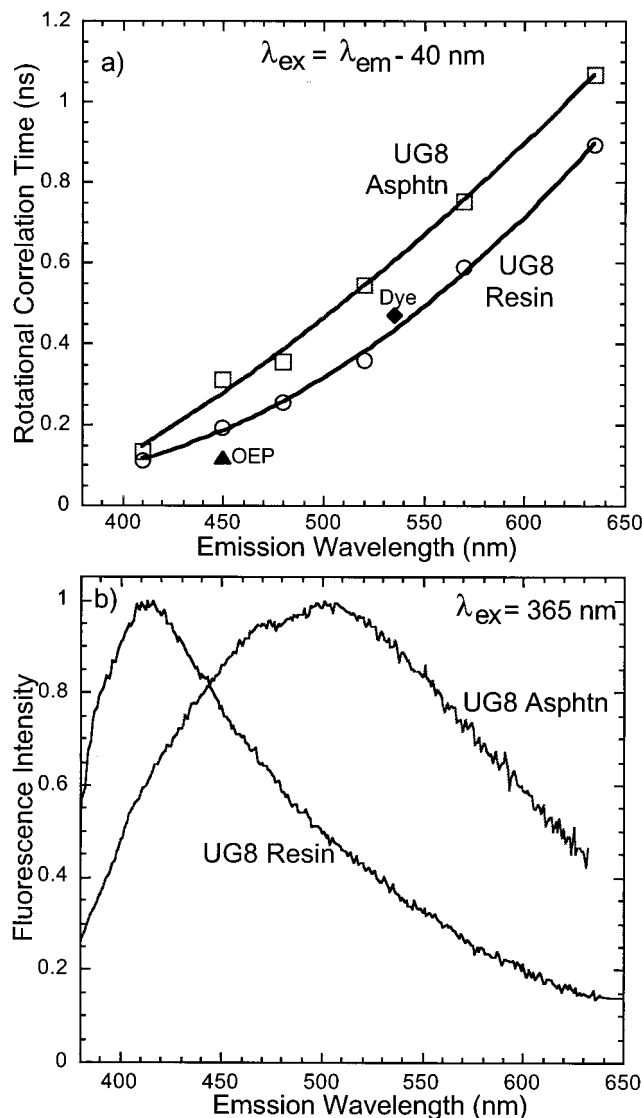 1.2
a)
λex = λem - 40 nm
1
0.8
0.6
0.4
0.2
0
Rotational Correlation Time (ns)
UG8
Asphtn
UG8
Resin
Dye
OEP
400 450 500 550 600 650
Emission Wavelength (nm)
b)
λex = 365 nm
1
0.8
0.6
0.4
0.2
0
Fluorescence Intensity
UG8 Asphtn
UG8 Resin
400 450 500 550 600 650
Emssion Wavelength (nm)